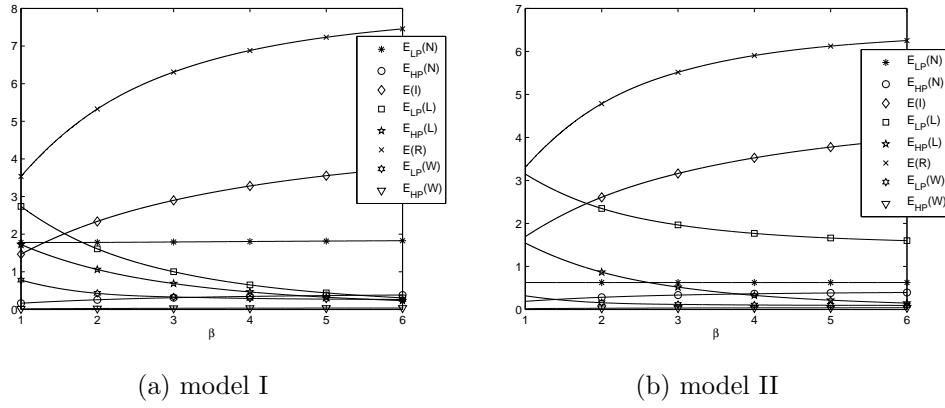 8
7
6
5
4
3
2
1
0
1 2 3 4 5 6
β
E_LP(N)
E_HP(N)
E(I)
E_LP(L)
E_HP(L)
E(R)
E_LP(W)
E_HP(W)
(a) model I
7
6
5
4
3
2
1
0
1 2 3 4 5 6
β
E_LP(N)
E_HP(N)
E(I)
E_LP(L)
E_HP(L)
E(R)
E_LP(W)
E_HP(W)
(b) model II